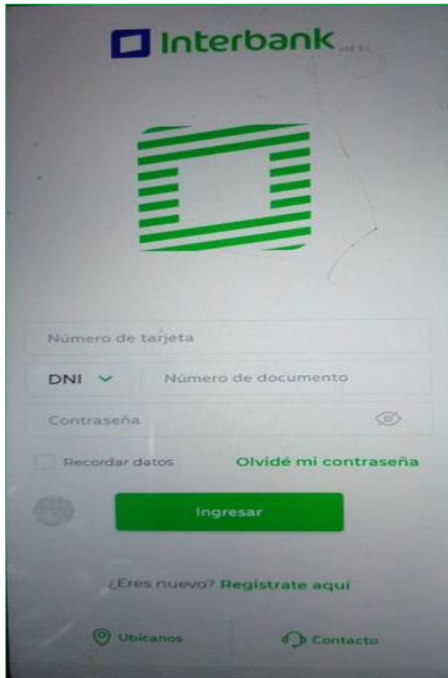 Interbank
Número de tarjeta
DNI Número de documento
Contraseña
Recordar datos Olvidé mi contraseña
Ingresar
¿Eres nuevo? Regístrate aquí
Ubícanos Contacto